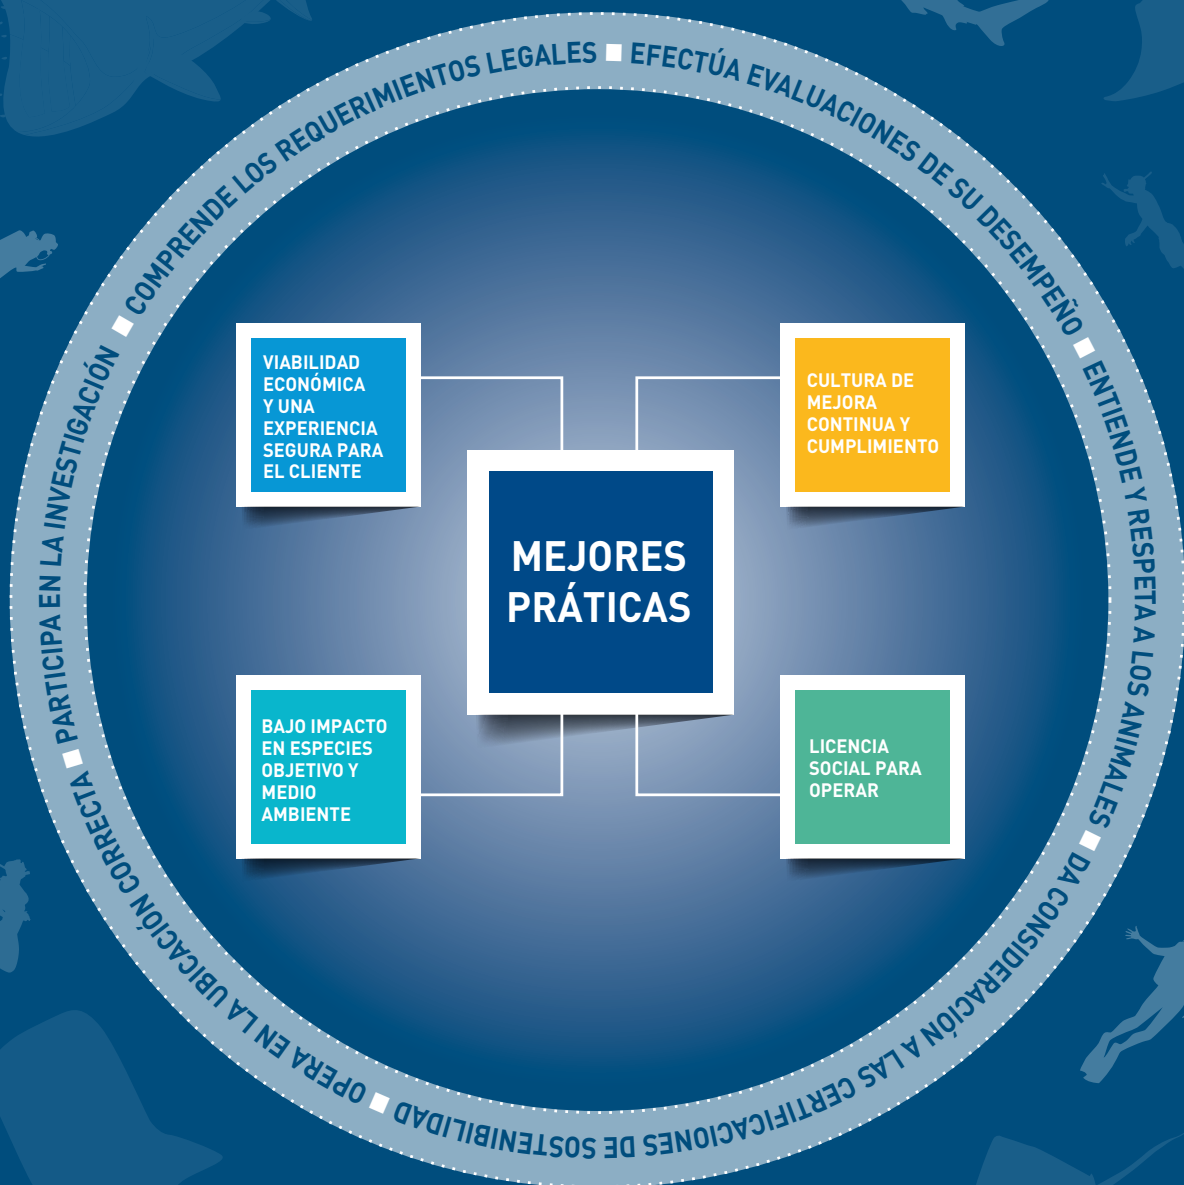 COMPRENDE LOS REQUERIMIENTOS LEGALES ■ EFECTÚA EVALUACIONES DE SU DESEMPEÑO ■ ENTIENDE Y RESPETA A LOS ANIMALES ■ DA CONSIDERACIÓN A LAS CERTIFICACIONES DE SOSTENIBILIDAD ■ OPERA EN LA UBICACIÓN CORRECTA ■ PARTICIPA EN LA INVESTIGACIÓN ■
VIABILIDAD
ECONÓMICA
Y UNA
EXPERIENCIA
SEGURA PARA
EL CLIENTE
CULTURA DE
MEJORA
CONTINUA Y
CUMPLIMIENTO
MEJORES
PRÁTICAS
BAJO IMPACTO
EN ESPECIES
OBJETIVO Y
MEDIO
AMBIENTE
LICENCIA
SOCIAL PARA
OPERAR